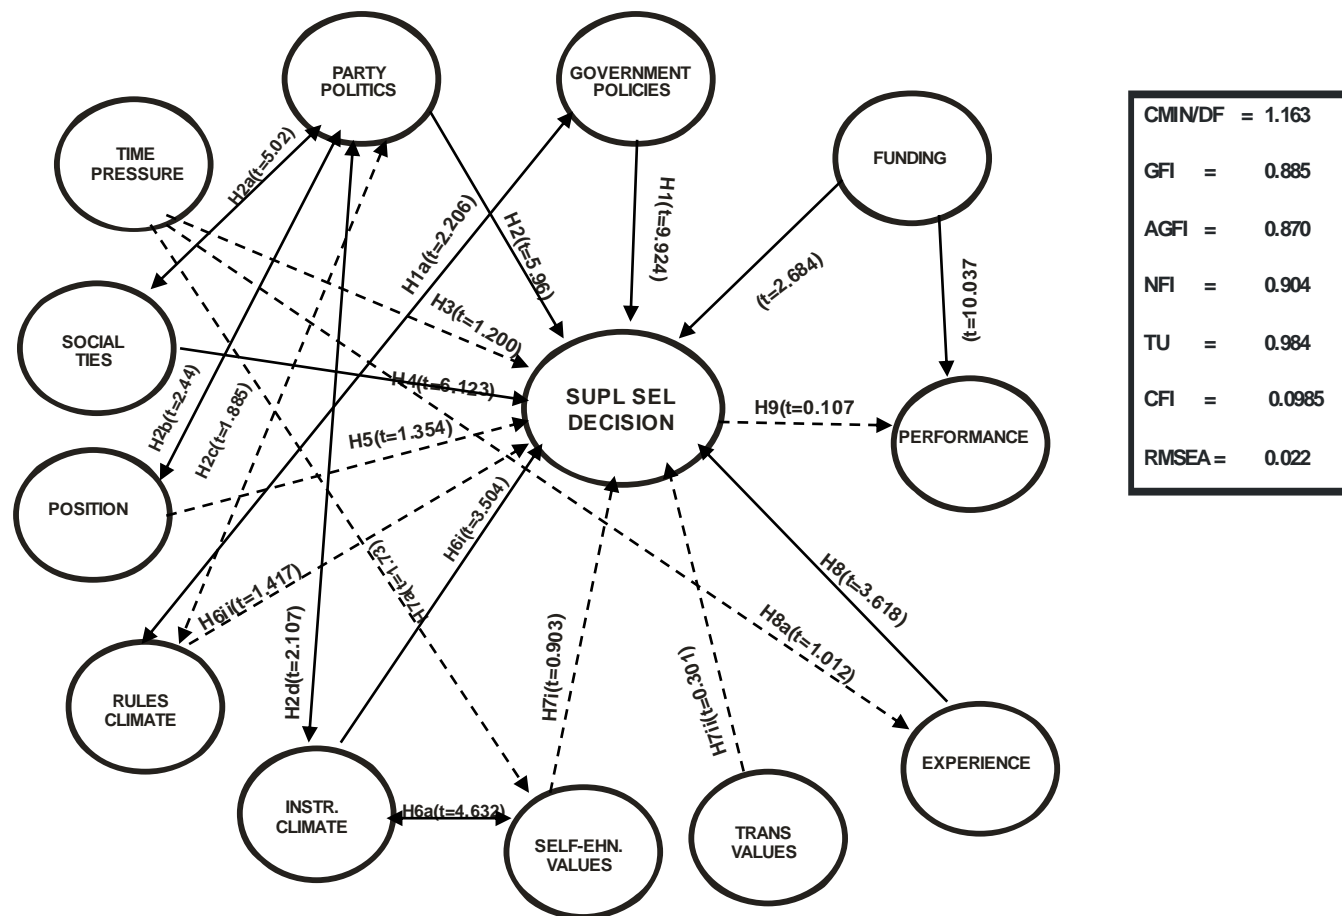 PARTY
POLITICS
GOVERNMENT
POLICIES
TIME
PRESSURE
FUNDING
SOCIAL
TIES
POSITION
RULES
CLIMATE
INSTR.
CLIMATE
SELF-EHN.
VALUES
TRANS
VALUES
EXPERIENCE
PERFORMANCE
SUPL SEL
DECISION
H2a(t=5.02)
H2b(t=2.44)
H2c(t=1.885)
H2d(t=2.107)
H1a(t=2.206)
H2(t=5.96)
H1(t=9.924)
(t=2.684)
(t=10.037
H3(t=1.200)
H4(t=6.123)
H5(t=1.354)
H6ii(t=1.417)
H6i(t=3.504)
H7a(t=1.73)
H6a(t=4.632)
H7i(t=0.903)
H7ii(t=0.301)
H8(t=3.618)
H8a(t=1.012)
H9(t=0.107
CMIN/DF = 1.163
GFI = 0.885
AGFI = 0.870
NFI = 0.904
TU = 0.984
CFI = 0.0985
RMSEA = 0.022